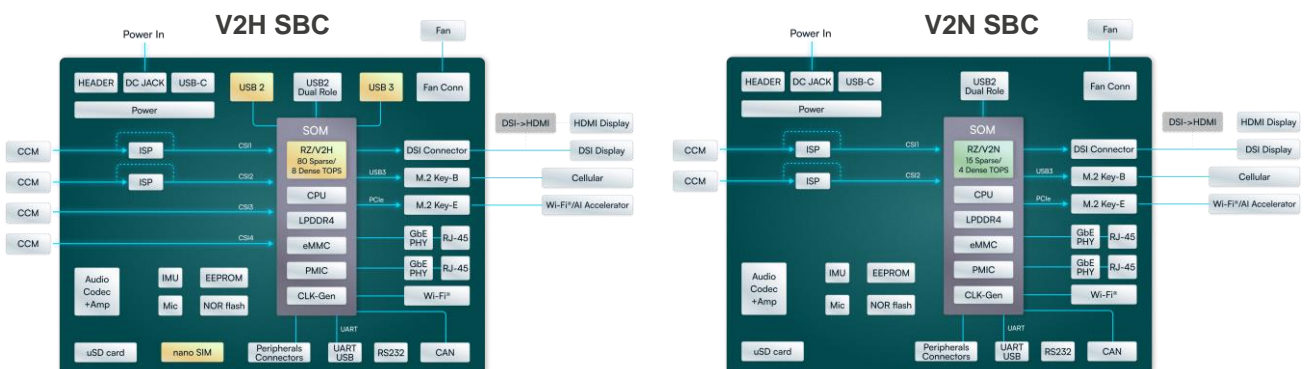 V2H SBC
Power In
Fan
HEADER
DC JACK
USB-C
USB 2
USB2
Dual Role
USB 3
Fan Conn
Power
SOM
DSI->HDMI
HDMI Display
CCM
ISP
CSI1
RZ/V2H
80 Sparse/
8 Dense TOPS
DSI Connector
DSI Display
CCM
ISP
CSI2
USB3
M.2 Key-B
Cellular
CPU
PCIe
M.2 Key-E
Wi-Fi®/AI Accelerator
CCM
CSI3
LPDDR4
CCM
CSI4
eMMC
GbE
PHY
RJ-45
PMIC
GbE
PHY
RJ-45
Audio
Codec
+Amp
IMU
EEPROM
Mic
NOR flash
CLK-Gen
Wi-Fi®
UART
uSD card
nano SIM
Peripherals
Connectors
UART
USB
RS232
CAN
V2N SBC
Power In
Fan
HEADER
DC JACK
USB-C
USB2
Dual Role
Fan Conn
Power
SOM
DSI->HDMI
HDMI Display
CCM
ISP
CSI1
RZ/V2N
15 Sparse/
4 Dense TOPS
DSI Connector
DSI Display
CCM
ISP
CSI2
USB3
M.2 Key-B
Cellular
CPU
PCIe
M.2 Key-E
Wi-Fi®/AI Accelerator
LPDDR4
eMMC
GbE
PHY
RJ-45
PMIC
GbE
PHY
RJ-45
Audio
Codec
+Amp
IMU
EEPROM
Mic
NOR flash
CLK-Gen
Wi-Fi®
UART
uSD card
Peripherals
Connectors
UART
USB
RS232
CAN